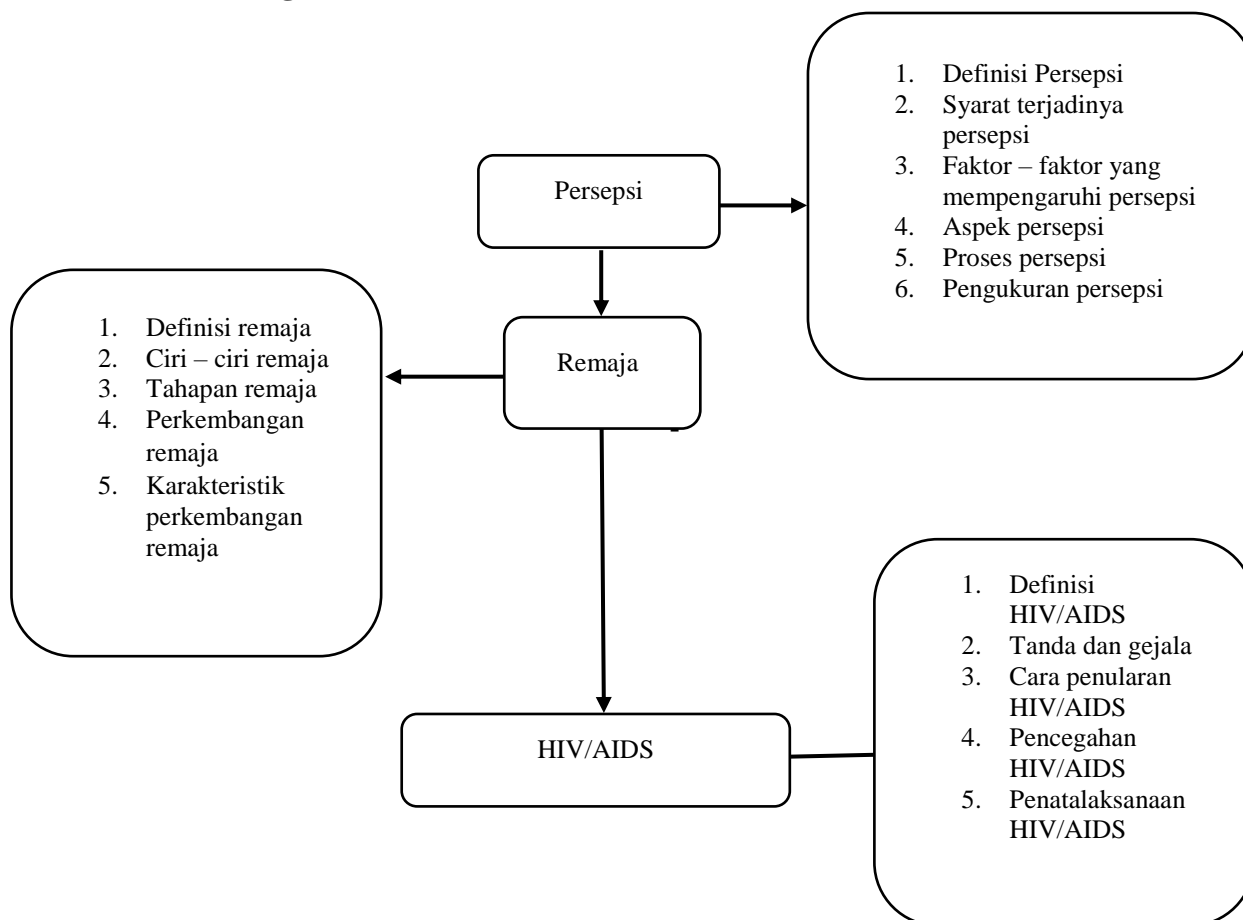 1. Definisi Persepsi
2. Syarat terjadinya
persepsi
3. Faktor – faktor yang
mempengaruhi persepsi
4. Aspek persepsi
5. Proses persepsi
6. Pengukuran persepsi
Persepsi
Remaja
1. Definisi remaja
2. Ciri – ciri remaja
3. Tahapan remaja
4. Perkembangan
remaja
5. Karakteristik
perkembangan
remaja
HIV/AIDS
1. Definisi
HIV/AIDS
2. Tanda dan gejala
3. Cara penularan
HIV/AIDS
4. Pencegahan
HIV/AIDS
5. Penatalaksanaan
HIV/AIDS